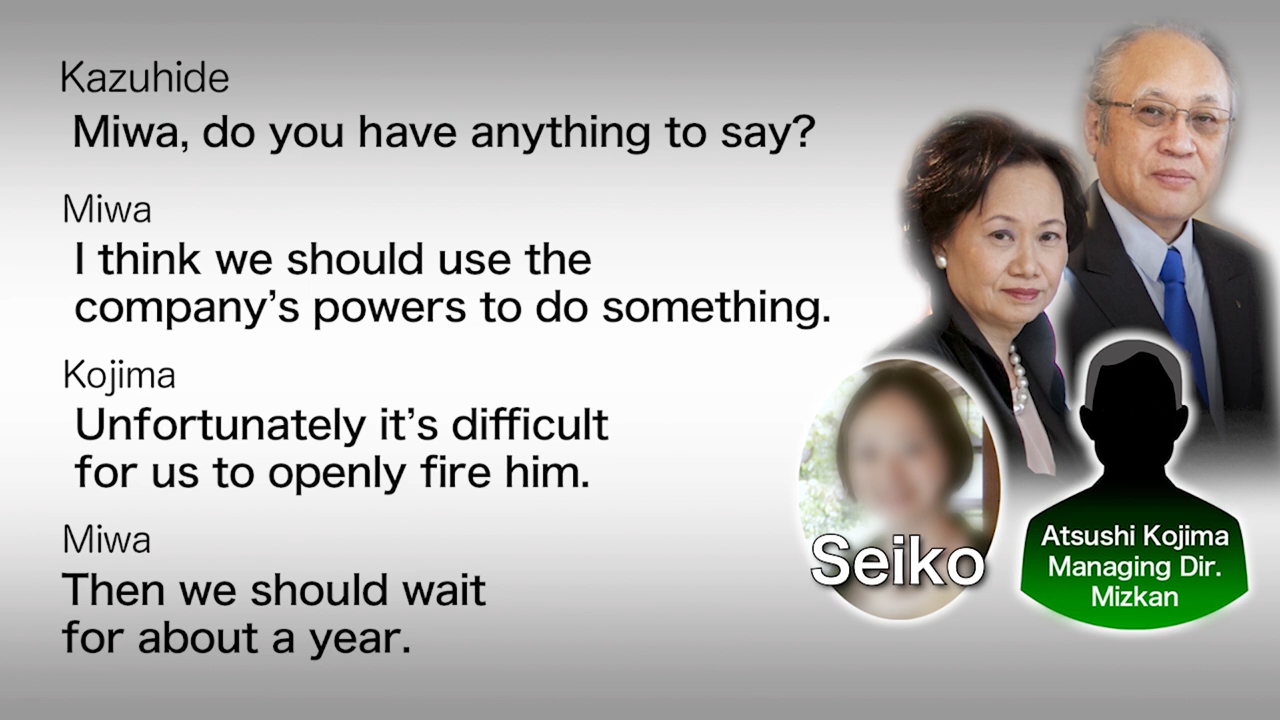 Kazuhide
Miwa, do you have anything to say?
Miwa
I think we should use the
company's powers to do something.
Kojima
Unfortunately it's difficult
for us to openly fire him.
Miwa
Then we should wait
for about a year.
Seiko
Atsushi Kojima
Managing Dir.
Mizkan